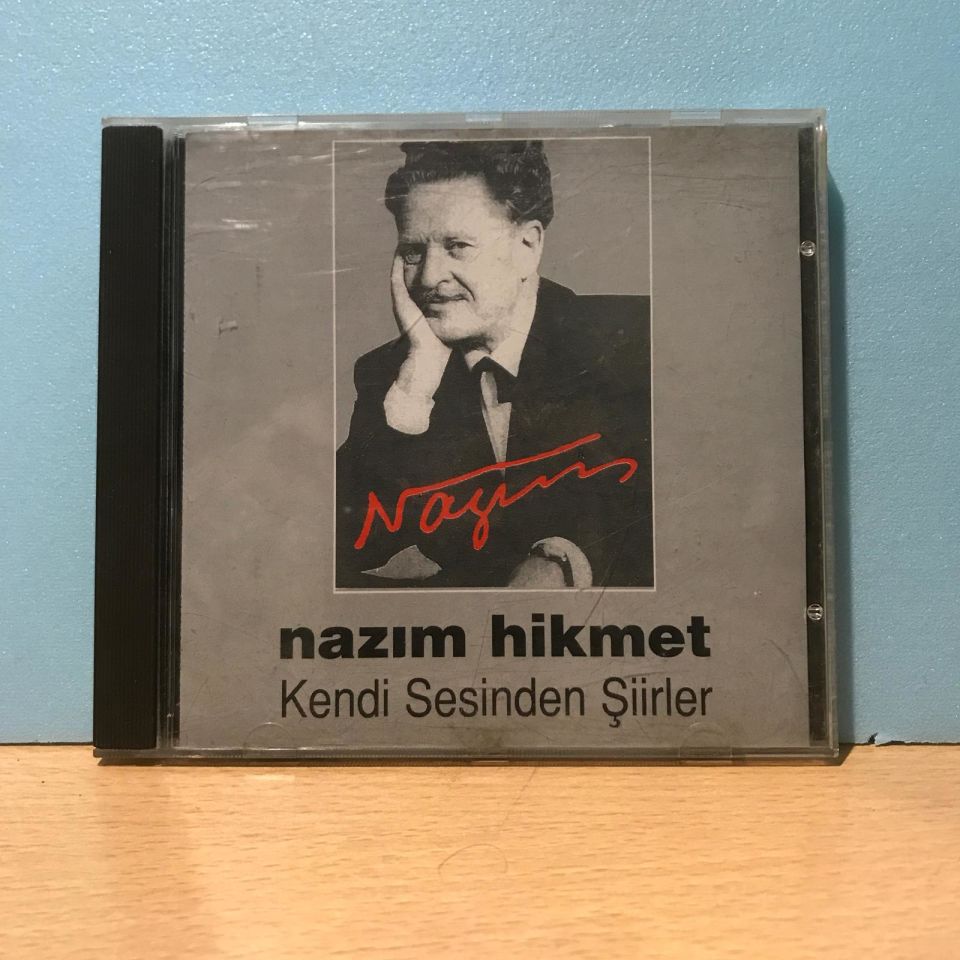 Nazım
nazım hikmet
Kendi Sesinden Şiirler